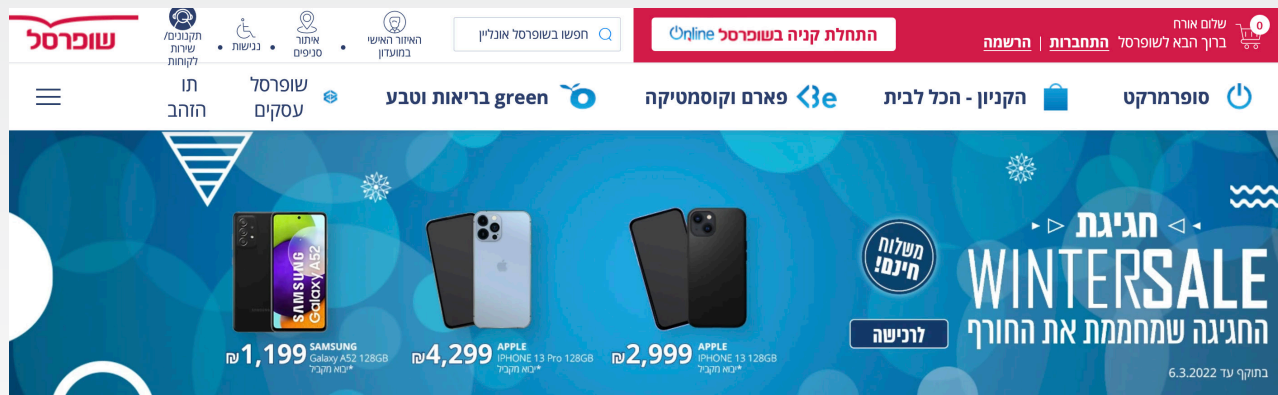 0
שלום אורח
ברוך הבא לשופרסל התחברות | הרשמה
התחלת קניה בשופרסל Online
חפשו בשופרסל אונליין
האיזור האישי
במועדון
איתור
סניפים
נגישות
תקנונים/
שירות
לקוחות
שופרסל
סופרמרקט
הקניון - הכל לבית
Be פארם וקוסמטיקה
green בריאות וטבע
שופרסל
עסקים
תו
הזהב
חגיגת
WINTERSALE
החגיגה שמחממת את החורף
בתוקף עד 6.3.2022
משלוח
חינם!
לרכישה
₪2,999
APPLE
IPHONE 13 128GB
*יבוא מקביל
₪4,299
APPLE
IPHONE 13 Pro 128GB
*יבוא מקביל
SAMSUNG
Galaxy A52
₪1,199
SAMSUNG
Galaxy A52 128GB
*יבוא מקביל